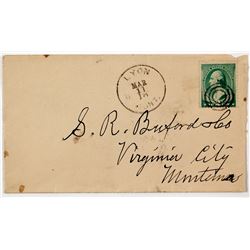 LYON
MAR
S. R. Buford & Co
Virginia City
Montana